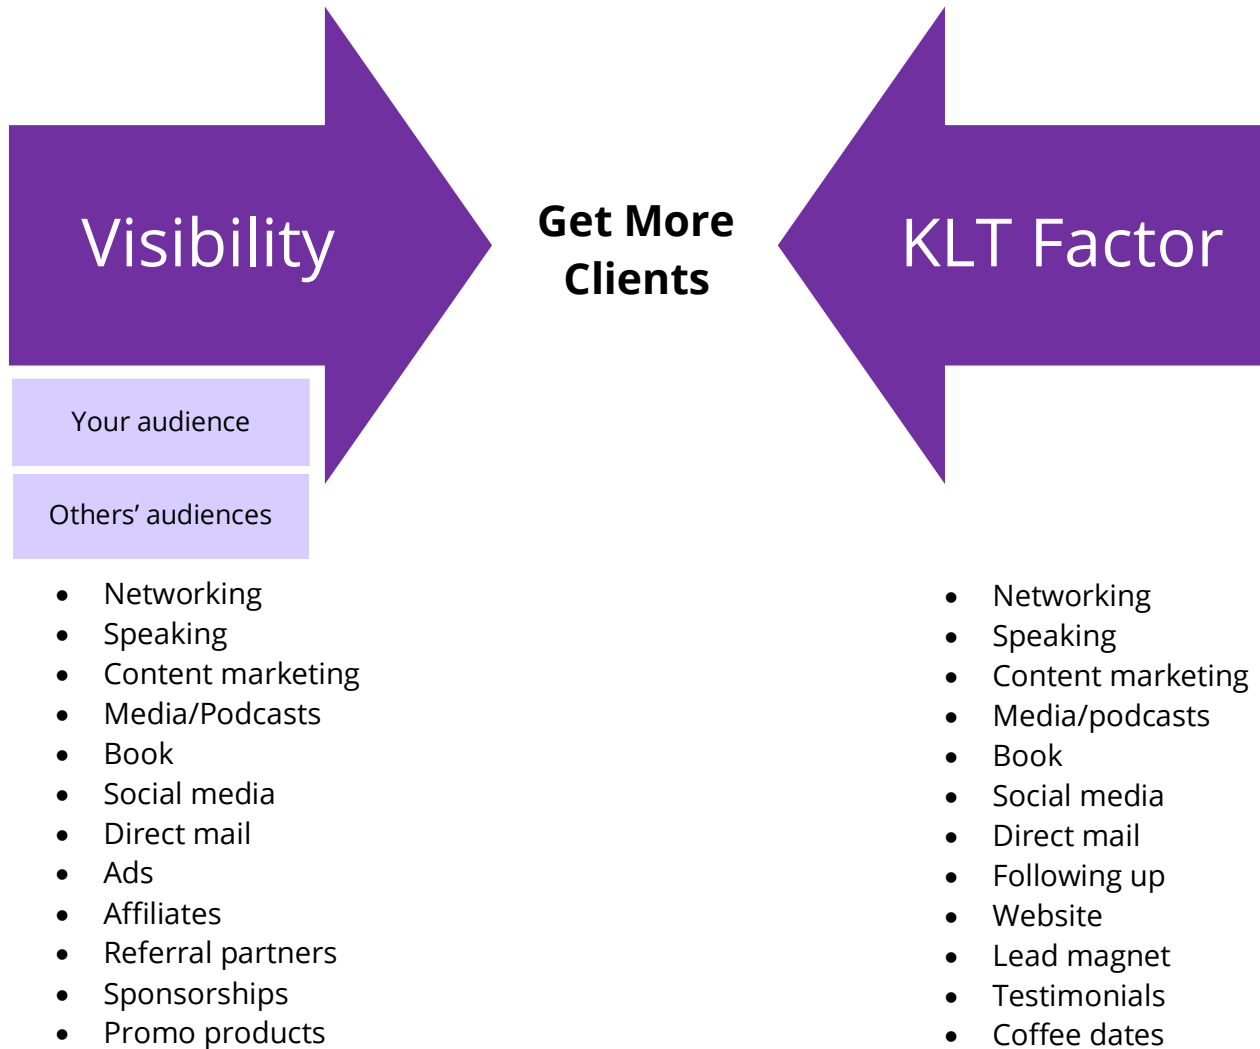 Visibility
Get More
Clients
KLT Factor
Your audience
Others’ audiences
• Networking
• Speaking
• Content marketing
• Media/Podcasts
• Book
• Social media
• Direct mail
• Ads
• Affiliates
• Referral partners
• Sponsorships
• Promo products
• Networking
• Speaking
• Content marketing
• Media/podcasts
• Book
• Social media
• Direct mail
• Following up
• Website
• Lead magnet
• Testimonials
• Coffee dates